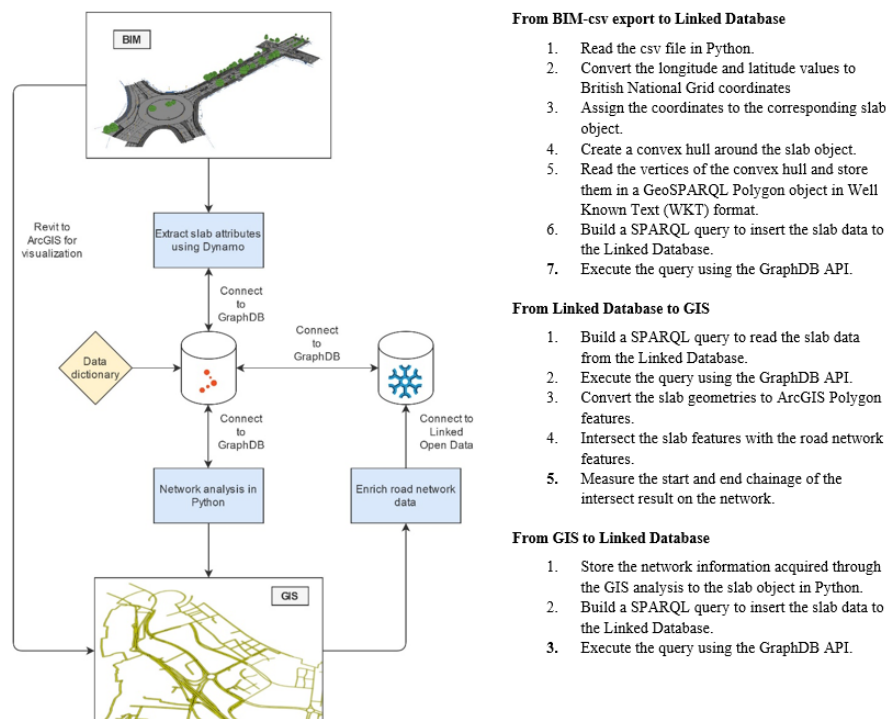 BIM
Revit to
ArcGIS for
visualization
Extract slab attributes
using Dynamo
Connect
to
GraphDB
Connect
to
GraphDB
Data
dictionary
Connect
to
GraphDB
Connect to
Linked
Open Data
Network analysis in
Python
Enrich road network
data
GIS
From BIM-csv export to Linked Database
1. Read the csv file in Python.
2. Convert the longitude and latitude values to
British National Grid coordinates
3. Assign the coordinates to the corresponding slab
object.
4. Create a convex hull around the slab object.
5. Read the vertices of the convex hull and store
them in a GeoSPARQL Polygon object in Well
Known Text (WKT) format.
6. Build a SPARQL query to insert the slab data to
the Linked Database.
7. Execute the query using the GraphDB API.
From Linked Database to GIS
1. Build a SPARQL query to read the slab data
from the Linked Database.
2. Execute the query using the GraphDB API.
3. Convert the slab geometries to ArcGIS Polygon
features.
4. Intersect the slab features with the road network
features.
5. Measure the start and end chainage of the
intersect result on the network.
From GIS to Linked Database
1. Store the network information acquired through
the GIS analysis to the slab object in Python.
2. Build a SPARQL query to insert the slab data to
the Linked Database.
3. Execute the query using the GraphDB API.